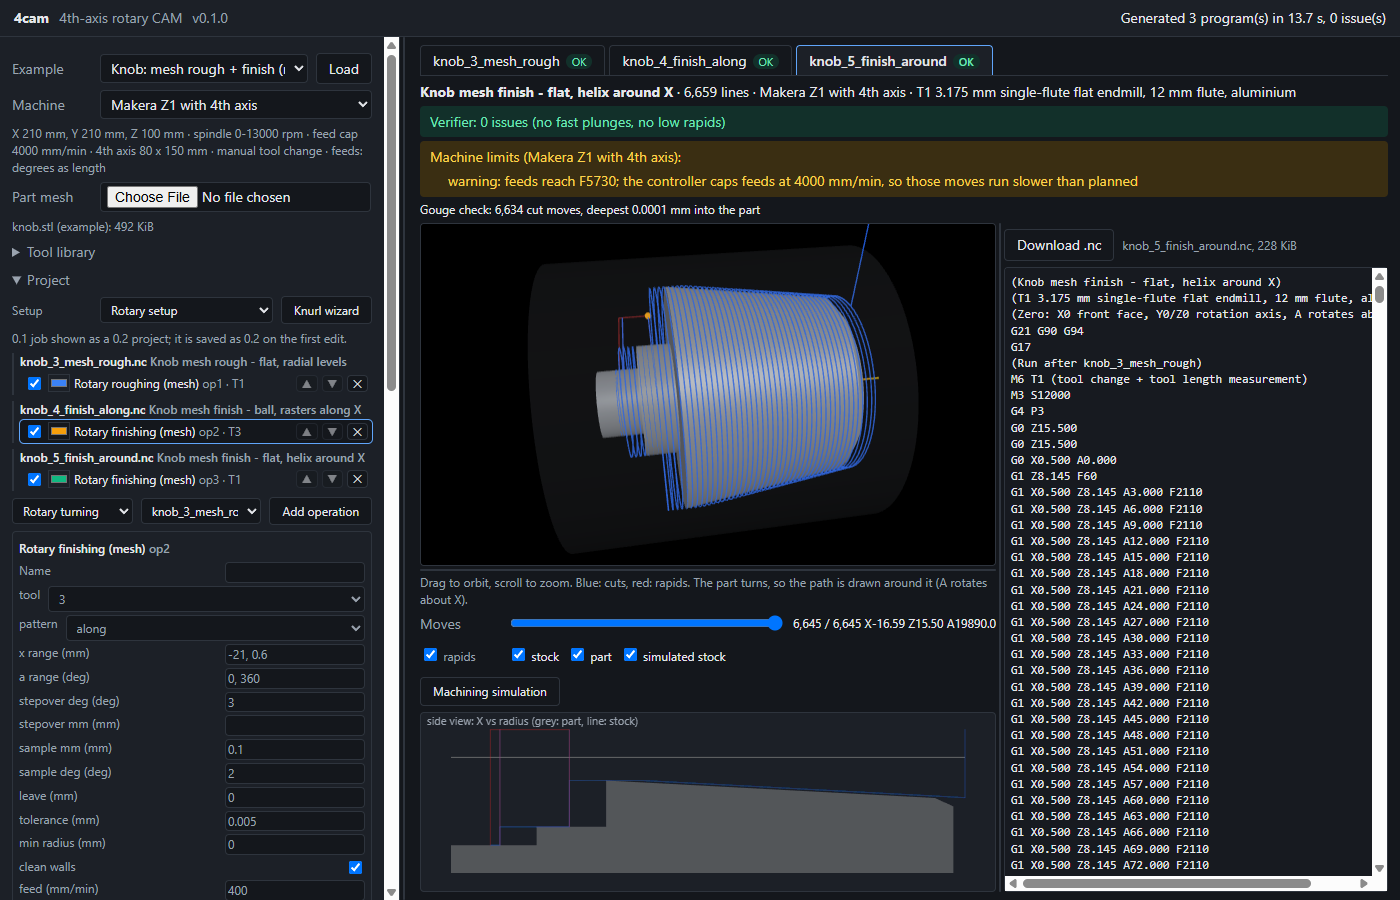 4cam 4th-axis rotary CAM v0.1.0
Generated 3 program(s) in 13.7 s, 0 issue(s)
Example
Knob: mesh rough + finish (
Load
Machine
Makera Z1 with 4th axis
X 210 mm, Y 210 mm, Z 100 mm · spindle 0-13000 rpm · feed cap
4000 mm/min · 4th axis 80 x 150 mm · manual tool change · feeds:
degrees as length
Part mesh
Choose File No file chosen
knob.stl (example): 492 KiB
Tool library
Project
Setup
Rotary setup
Knurl wizard
0.1 job shown as a 0.2 project; it is saved as 0.2 on the first edit.
knob_3_mesh_rough.nc Knob mesh rough - flat, radial levels
Rotary roughing (mesh) op1 · T1
knob_4_finish_along.nc Knob mesh finish - ball, rasters along X
Rotary finishing (mesh) op2 · T3
knob_5_finish_around.nc Knob mesh finish - flat, helix around X
Rotary finishing (mesh) op3 · T1
Rotary turning
knob_3_mesh_ro
Add operation
Rotary finishing (mesh) op2
Name
tool 3
pattern along
x range (mm) -21, 0.6
a range (deg) 0, 360
stepover deg (deg) 3
stepover mm (mm)
sample mm (mm) 0.1
sample deg (deg) 2
leave (mm) 0
tolerance (mm) 0.005
min radius (mm) 0
clean walls
feed (mm/min) 400
knob_3_mesh_rough OK
knob_4_finish_along OK
knob_5_finish_around OK
Knob mesh finish - flat, helix around X · 6,659 lines · Makera Z1 with 4th axis · T1 3.175 mm single-flute flat endmill, 12 mm flute, aluminium
Verifier: 0 issues (no fast plunges, no low rapids)
Machine limits (Makera Z1 with 4th axis):
warning: feeds reach F5730; the controller caps feeds at 4000 mm/min, so those moves run slower than planned
Gouge check: 6,634 cut moves, deepest 0.0001 mm into the part
Drag to orbit, scroll to zoom. Blue: cuts, red: rapids. The part turns, so the path is drawn around it (A rotates
about X).
Moves
6,645 / 6,645 X-16.59 Z15.50 A19890.0
rapids
stock
part
simulated stock
Machining simulation
side view: X vs radius (grey: part, line: stock)
Download .nc
knob_5_finish_around.nc, 228 KiB
(Knob mesh finish - flat, helix around X)
(T1 3.175 mm single-flute flat endmill, 12 mm flute, al
(Zero: X0 front face, Y0/Z0 rotation axis, A rotates ab
G21 G90 G94
G17
(Run after knob_3_mesh_rough)
M6 T1 (tool change + tool length measurement)
M3 S12000
G4 P3
G0 Z15.500
G0 Z15.500
G0 X0.500 A0.000
G1 Z8.145 F60
G1 X0.500 Z8.145 A3.000 F2110
G1 X0.500 Z8.145 A6.000 F2110
G1 X0.500 Z8.145 A9.000 F2110
G1 X0.500 Z8.145 A12.000 F2110
G1 X0.500 Z8.145 A15.000 F2110
G1 X0.500 Z8.145 A18.000 F2110
G1 X0.500 Z8.145 A21.000 F2110
G1 X0.500 Z8.145 A24.000 F2110
G1 X0.500 Z8.145 A27.000 F2110
G1 X0.500 Z8.145 A30.000 F2110
G1 X0.500 Z8.145 A33.000 F2110
G1 X0.500 Z8.145 A36.000 F2110
G1 X0.500 Z8.145 A39.000 F2110
G1 X0.500 Z8.145 A42.000 F2110
G1 X0.500 Z8.145 A45.000 F2110
G1 X0.500 Z8.145 A48.000 F2110
G1 X0.500 Z8.145 A51.000 F2110
G1 X0.500 Z8.145 A54.000 F2110
G1 X0.500 Z8.145 A57.000 F2110
G1 X0.500 Z8.145 A60.000 F2110
G1 X0.500 Z8.145 A63.000 F2110
G1 X0.500 Z8.145 A66.000 F2110
G1 X0.500 Z8.145 A69.000 F2110
G1 X0.500 Z8.145 A72.000 F2110